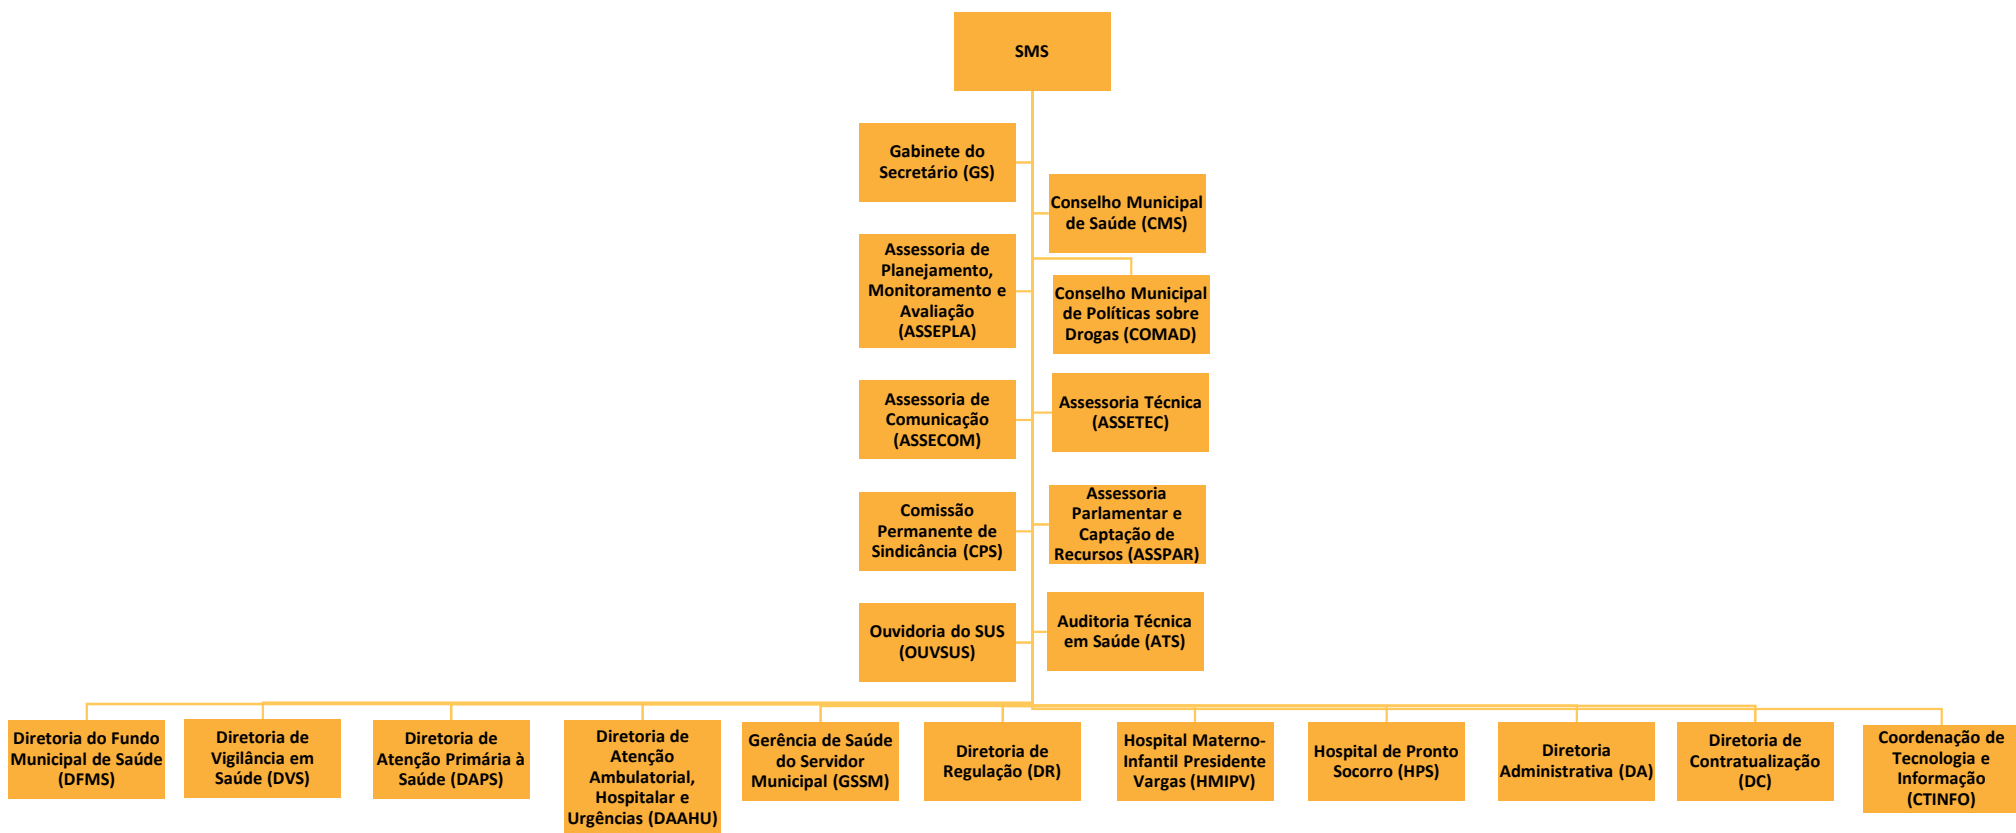 SMS
Gabinete do
Secretário (GS)
Conselho Municipal
de Saúde (CMS)
Assessoria de
Planejamento,
Monitoramento e
Avaliação
(ASSEPLA)
Conselho Municipal
de Políticas sobre
Drogas (COMAD)
Assessoria de
Comunicação
(ASSECOM)
Assessoria Técnica
(ASSETEC)
Comissão
Permanente de
Sindicância (CPS)
Assessoria
Parlamentar e
Captação de
Recursos (ASSPAR)
Ouvidoria do SUS
(OUVSUS)
Auditoria Técnica
em Saúde (ATS)
Diretoria do Fundo
Municipal de Saúde
(DFMS)
Diretoria de
Vigilância em
Saúde (DVS)
Diretoria de
Atenção Primária à
Saúde (DAPS)
Diretoria de
Atenção
Ambulatorial,
Hospitalar e
Urgências (DAAHU)
Gerência de Saúde
do Servidor
Municipal (GSSM)
Diretoria de
Regulação (DR)
Hospital Materno-
Infantil Presidente
Vargas (HMIPV)
Hospital de Pronto
Socorro (HPS)
Diretoria
Administrativa (DA)
Diretoria de
Contratualização
(DC)
Coordenação de
Tecnologia e
Informação
(CTINFO)